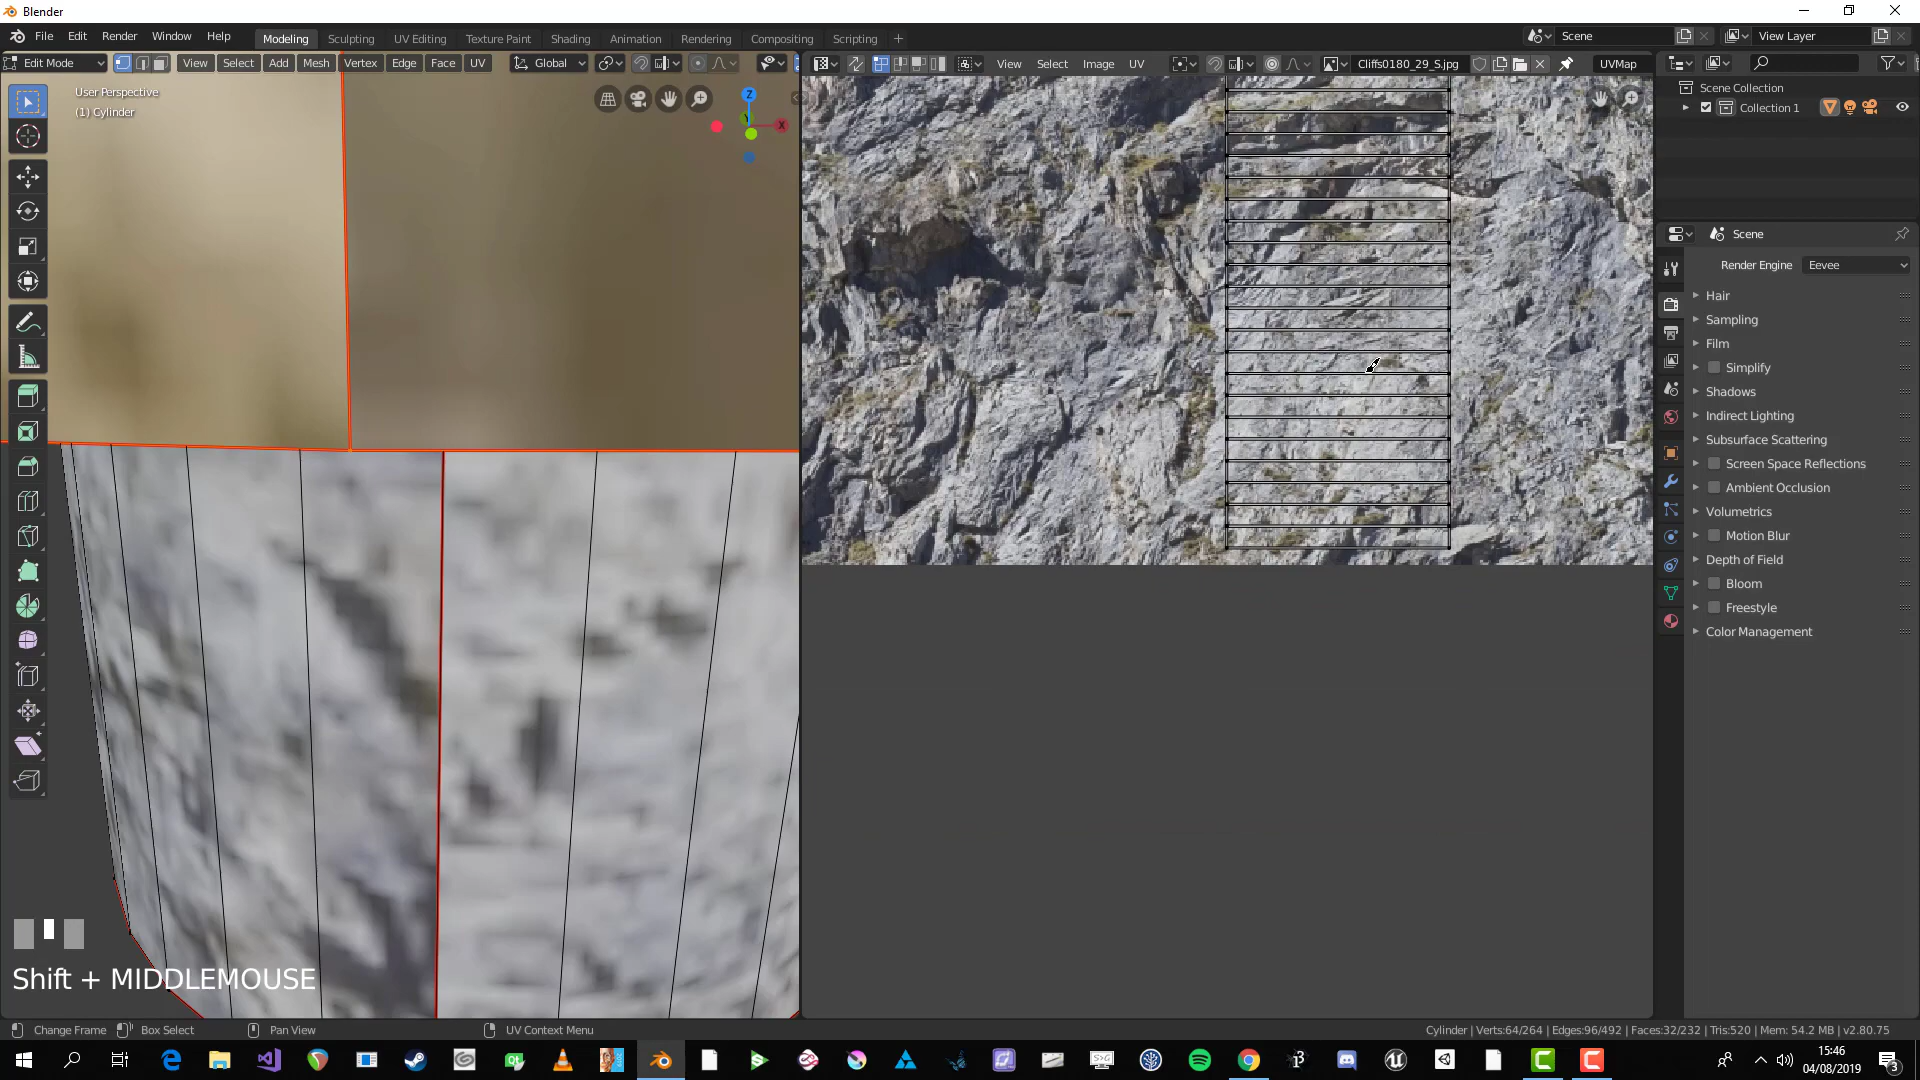 Blender
File Edit Render Window Help
Modeling Sculpting UV Editing Texture Paint Shading Animation Rendering Compositing Scripting +
Scene
View Layer
Edit Mode
View Select Add Mesh Vertex Edge Face UV
Global
View Select Image UV
Cliffs0180_29_S.jpg
UVMap
User Perspective
(1) Cylinder
Z
X
Scene Collection
Collection 1
Scene
Render Engine Eevee
Hair
Sampling
Film
Simplify
Shadows
Indirect Lighting
Subsurface Scattering
Screen Space Reflections
Ambient Occlusion
Volumetrics
Motion Blur
Depth of Field
Bloom
Freestyle
Color Management
Shift + MIDDLEMOUSE
Change Frame Box Select Pan View UV Context Menu
Cylinder | Verts:64/264 | Edges:96/492 | Faces:32/232 | Tris:520 | Mem: 54.2 MB | v2.80.75
15:46
04/08/2019
3